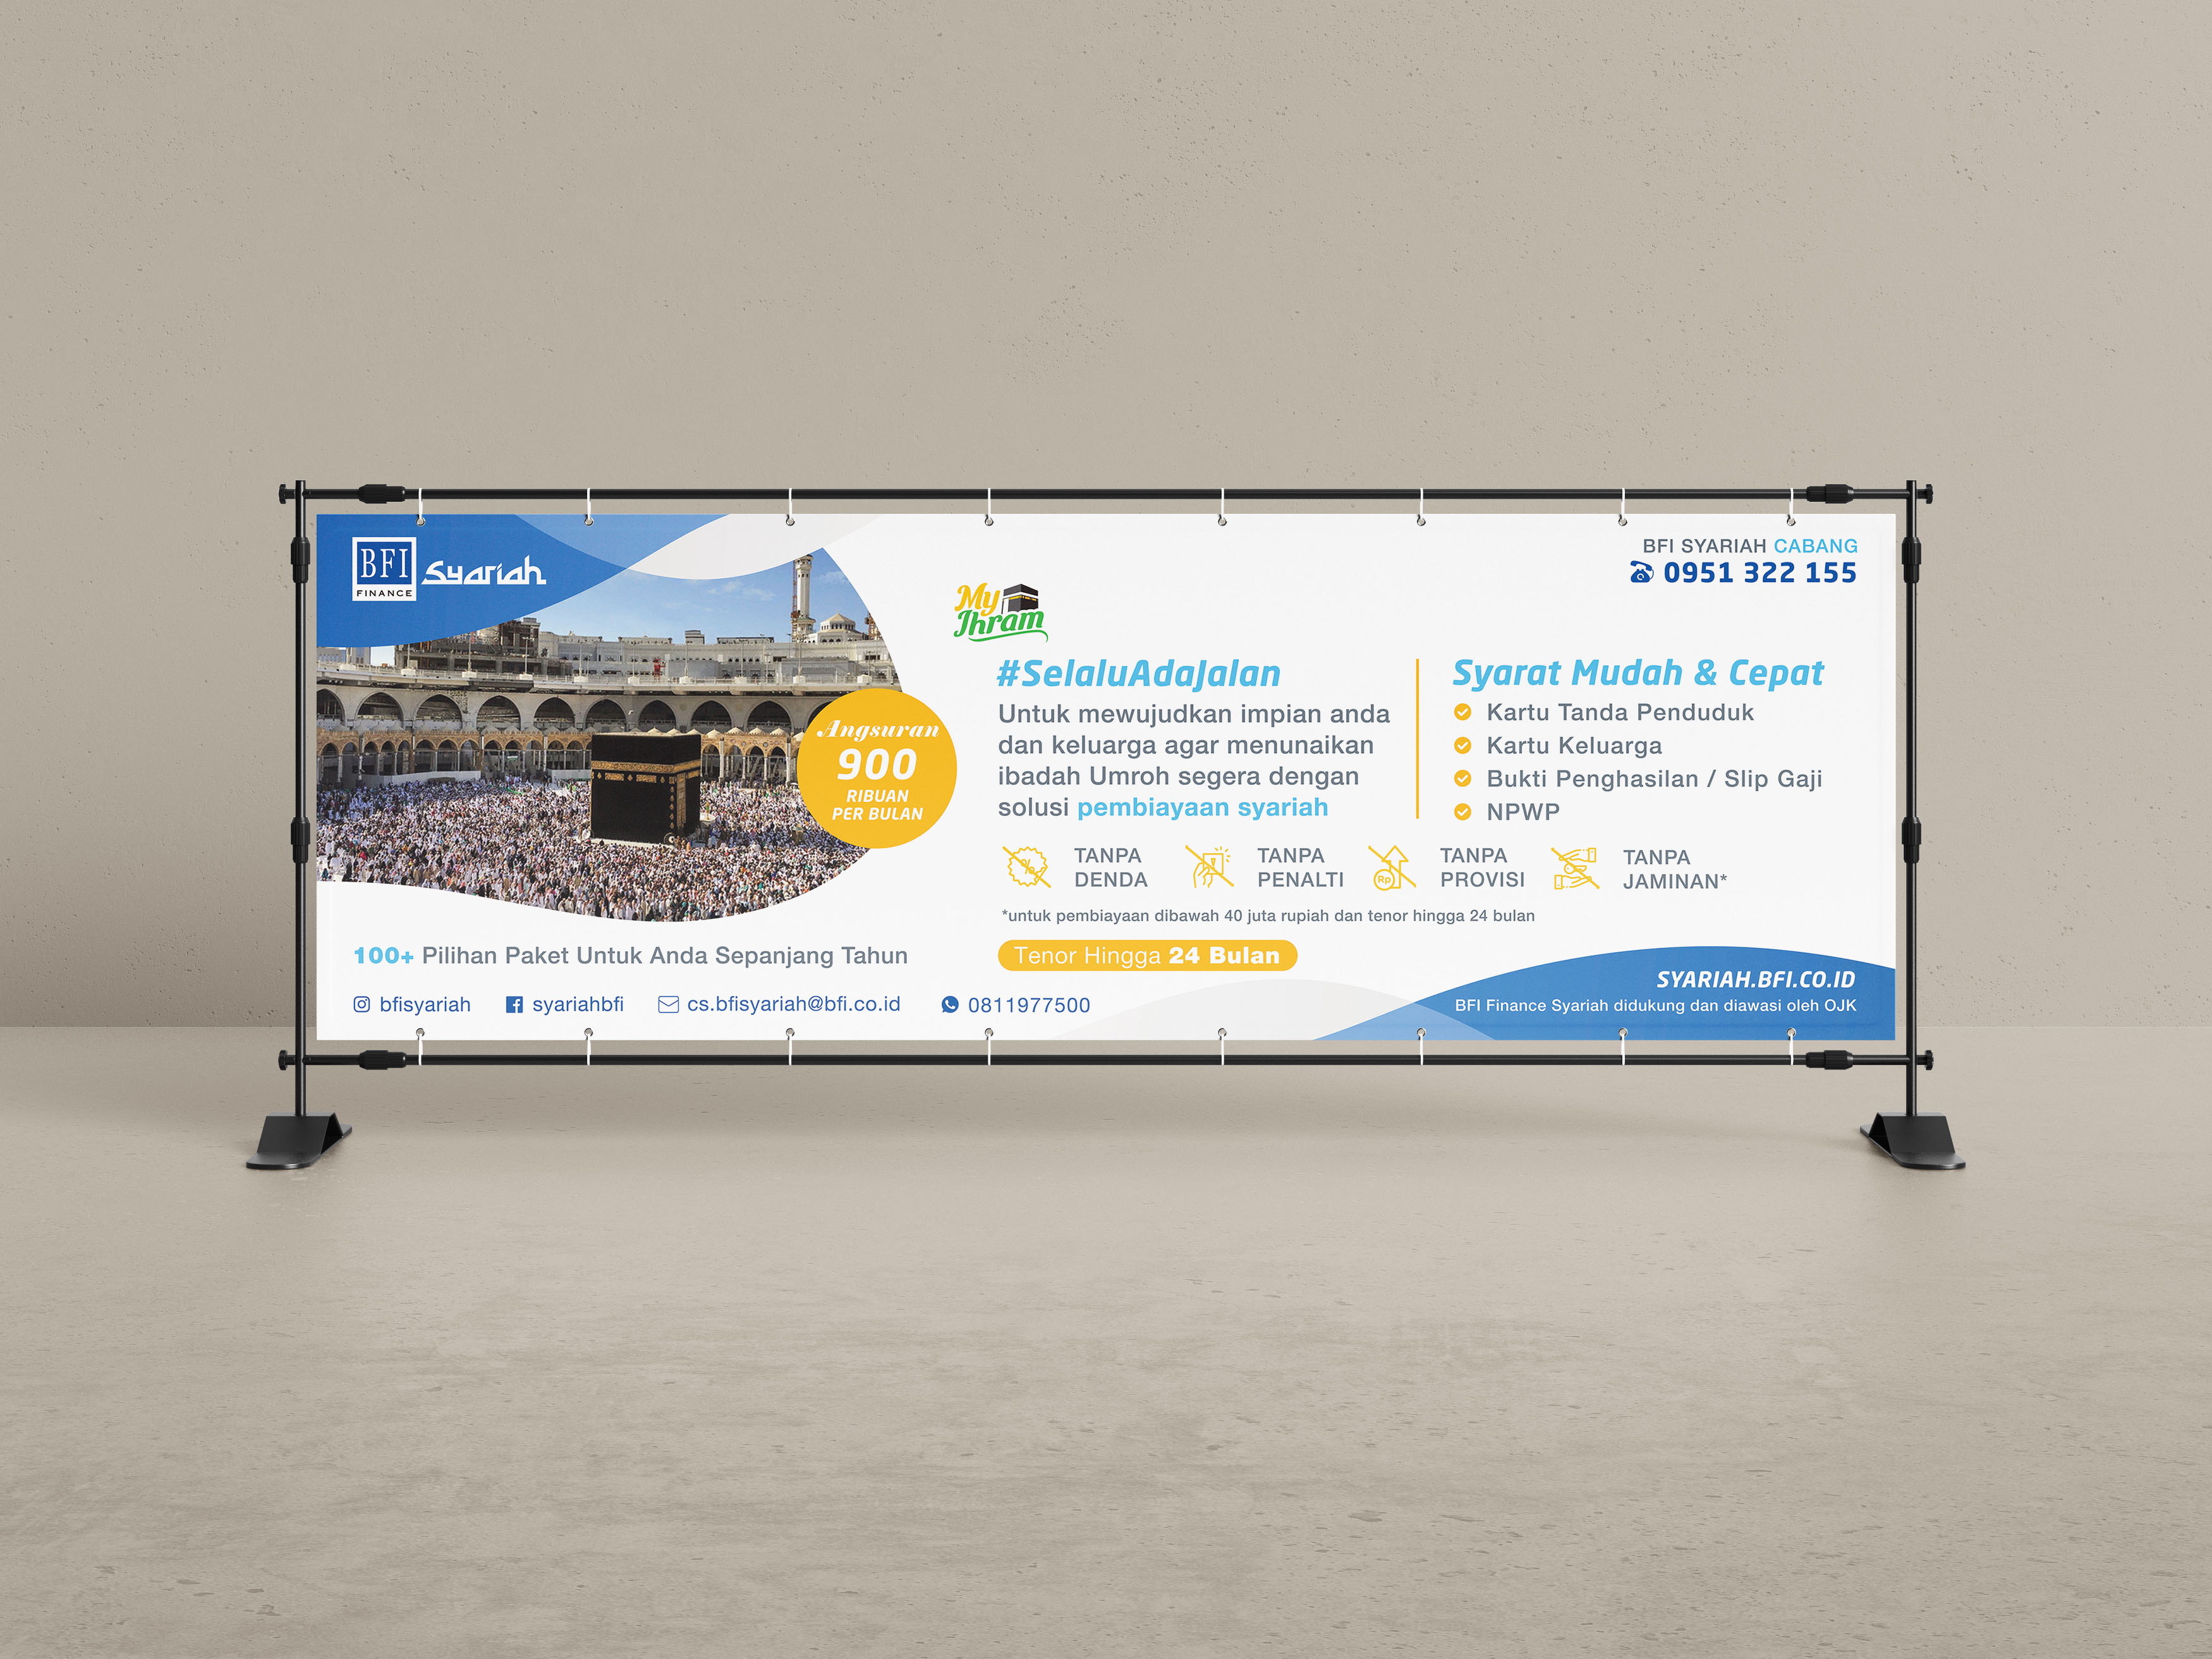 BFI
FINANCE
Syariah
BFI SYARIAH CABANG
0951 322 155
My
Ihram
#SelaluAdaJalan
Untuk mewujudkan impian anda
dan keluarga agar menunaikan
ibadah Umroh segera dengan
solusi pembiayaan syariah
Syarat Mudah & Cepat
Kartu Tanda Penduduk
Kartu Keluarga
Bukti Penghasilan / Slip Gaji
NPWP
Angsuran
900
RIBUAN
PER BULAN
%
TANPA
DENDA
TANPA
PENALTI
Rp
TANPA
PROVISI
TANPA
JAMINAN*
*untuk pembiayaan dibawah 40 juta rupiah dan tenor hingga 24 bulan
100+ Pilihan Paket Untuk Anda Sepanjang Tahun
Tenor Hingga 24 Bulan
bfisyariah
syariahbfi
cs.bfisyariah@bfi.co.id
0811977500
SYARIAH.BFI.CO.ID
BFI Finance Syariah didukung dan diawasi oleh OJK